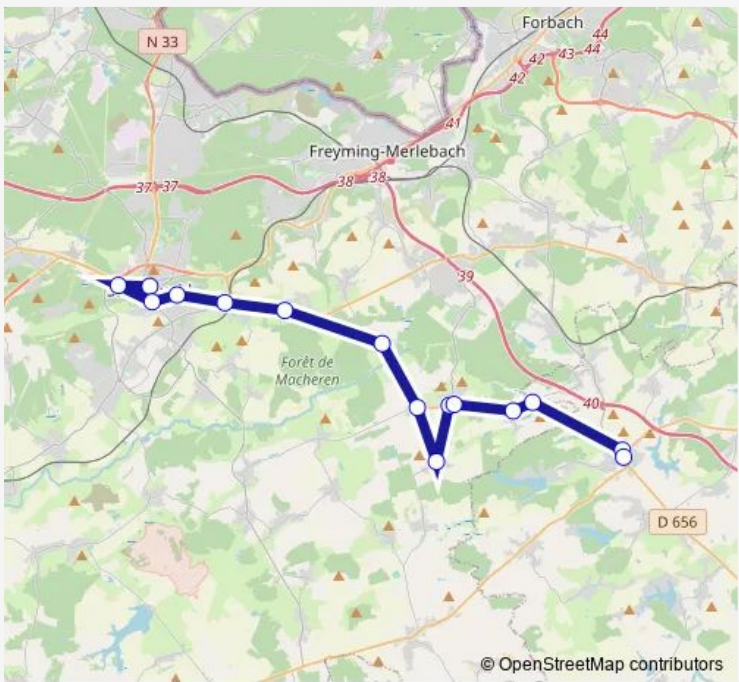 Forbach
44
N 33
42
43
44
42
41
Freyming-Merlebach
37
37
38
38
39
Forêt de
Macheren
40
D 656
© OpenStreetMap contributors